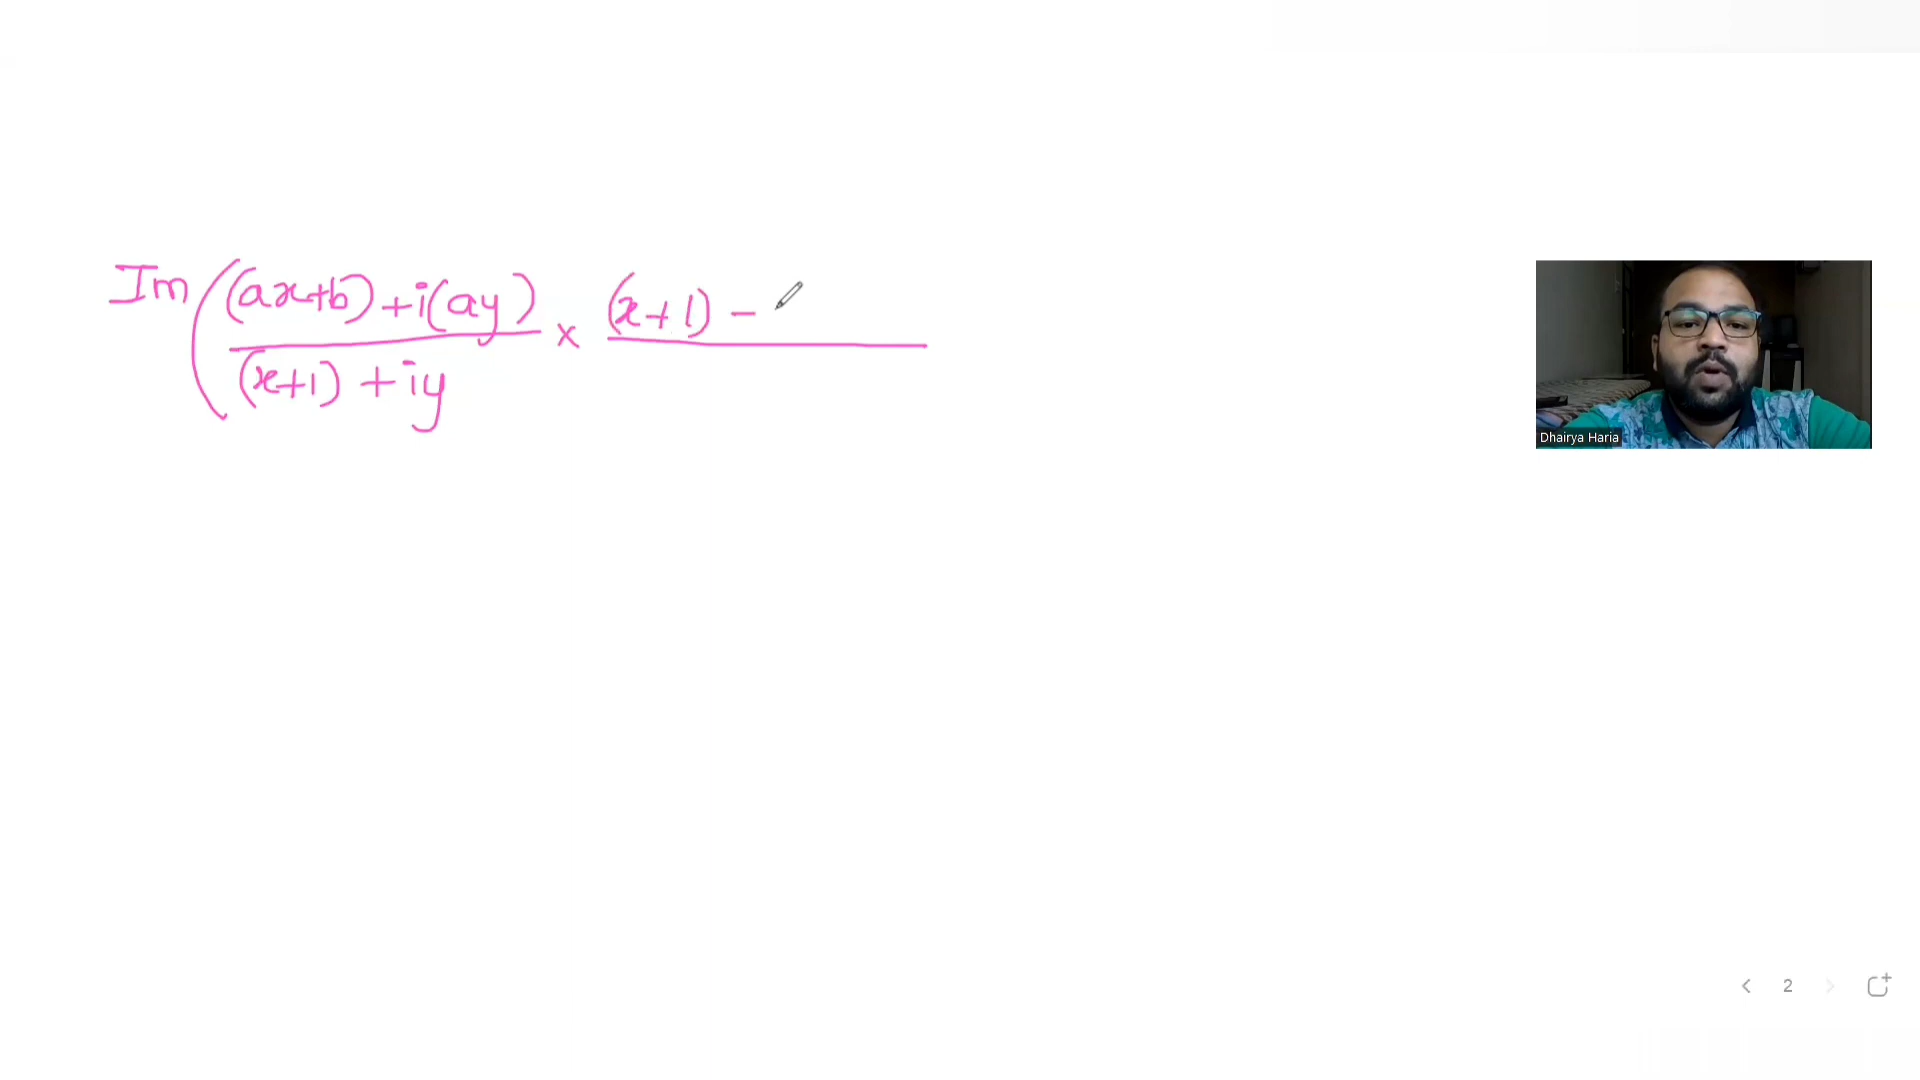 Im ( (ax+b) + i(ay) × (x+1) −
(x+1) + iy
Dhairya Haria
2